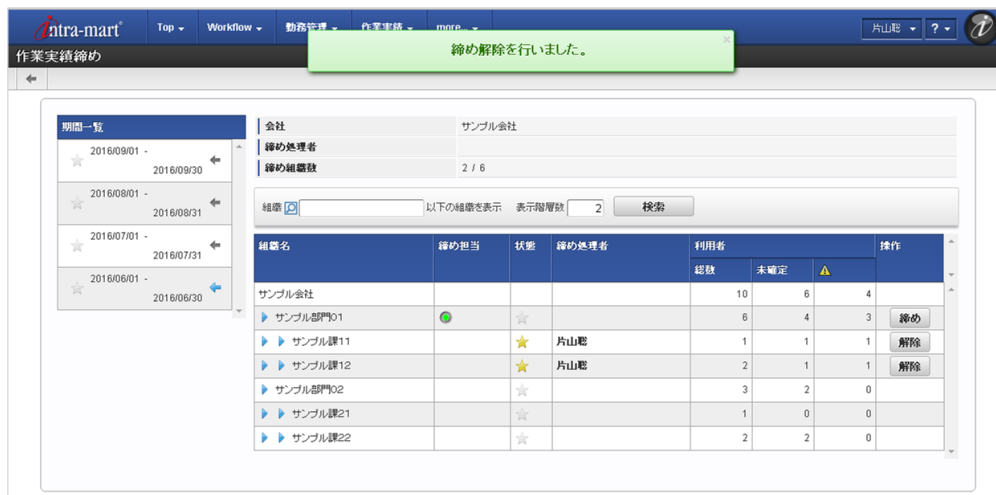 intra-mart Top Workflow 勤務管理 作業実績 more... 片山聡 ?
締め解除を行いました。 ×
作業実績締め
期間一覧
2016/09/01 -
2016/09/30
2016/08/01 -
2016/08/31
2016/07/01 -
2016/07/31
2016/06/01 -
2016/06/30
会社 サンプル会社
締め処理者
締め組織数 2 / 6
組織 以下の組織を表示 表示階層数 2 検索
組織名 締め担当 状態 締め処理者 利用者 操作
総数 未確定
サンプル会社 10 6 4
サンプル部門01 6 4 3 締め
サンプル課11 片山聡 1 1 1 解除
サンプル課12 片山聡 2 1 1 解除
サンプル部門02 3 2 0
サンプル課21 1 0 0
サンプル課22 2 2 0